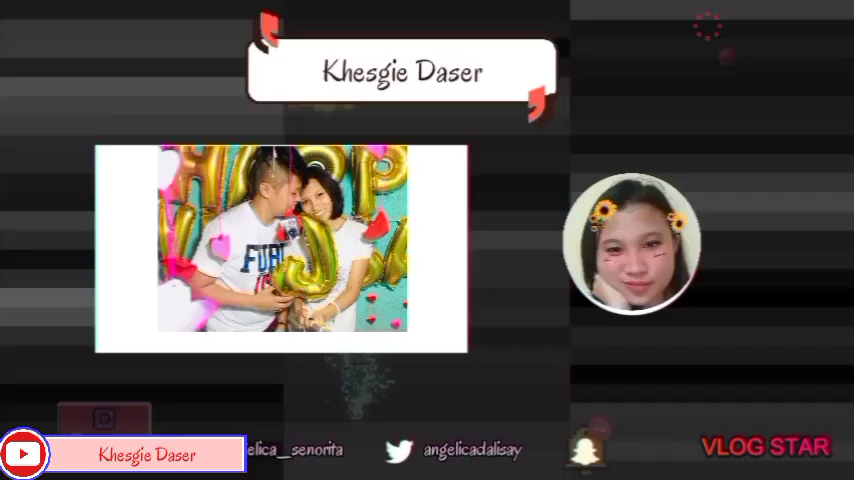 Khesgie Daser
Khesgie Daser
elica_senorita
angelicadalisay
VLOG STAR